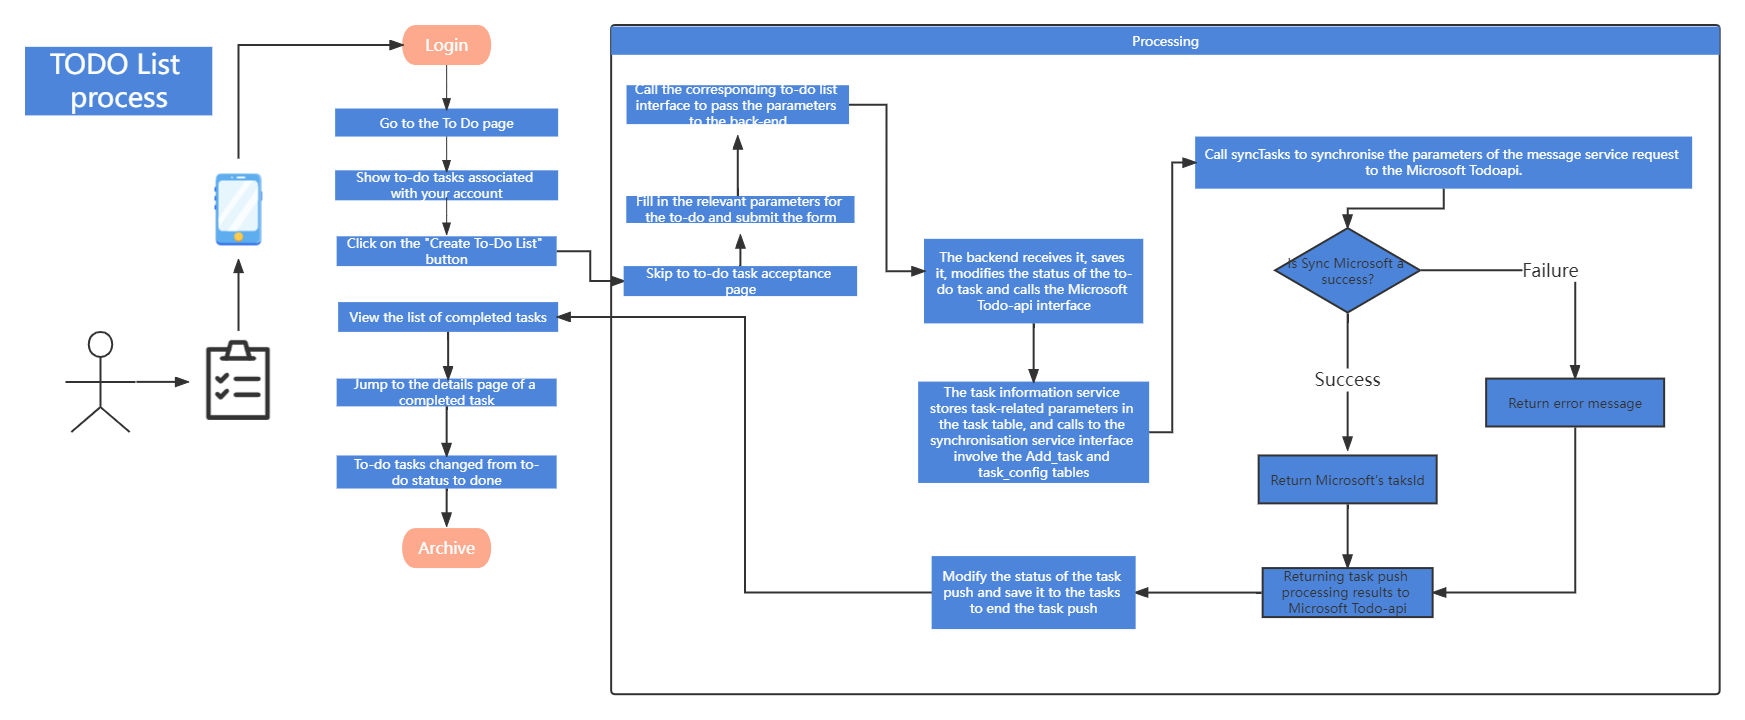 TODO List
process
Login
Go to the To Do page
Show to-do tasks associated
with your account
Click on the "Create To-Do List"
button
View the list of completed tasks
Jump to the details page of a
completed task
To-do tasks changed from to-
do status to done
Archive
Processing
Call the corresponding to-do list
interface to pass the parameters
to the back-end
Fill in the relevant parameters for
the to-do and submit the form
Skip to to-do task acceptance
page
The backend receives it, saves
it, modifies the status of the to-
do task and calls the Microsoft
Todo-api interface
The task information service
stores task-related parameters in
the task table, and calls to the
synchronisation service interface
involve the Add_task and
task_config tables
Call syncTasks to synchronise the parameters of the message service request
to the Microsoft Todoapi.
Is Sync Microsoft a
success?
Failure
Success
Return error message
Return Microsoft's taksId
Returning task push
processing results to
Microsoft Todo-api
Modify the status of the task
push and save it to the tasks
to end the task push